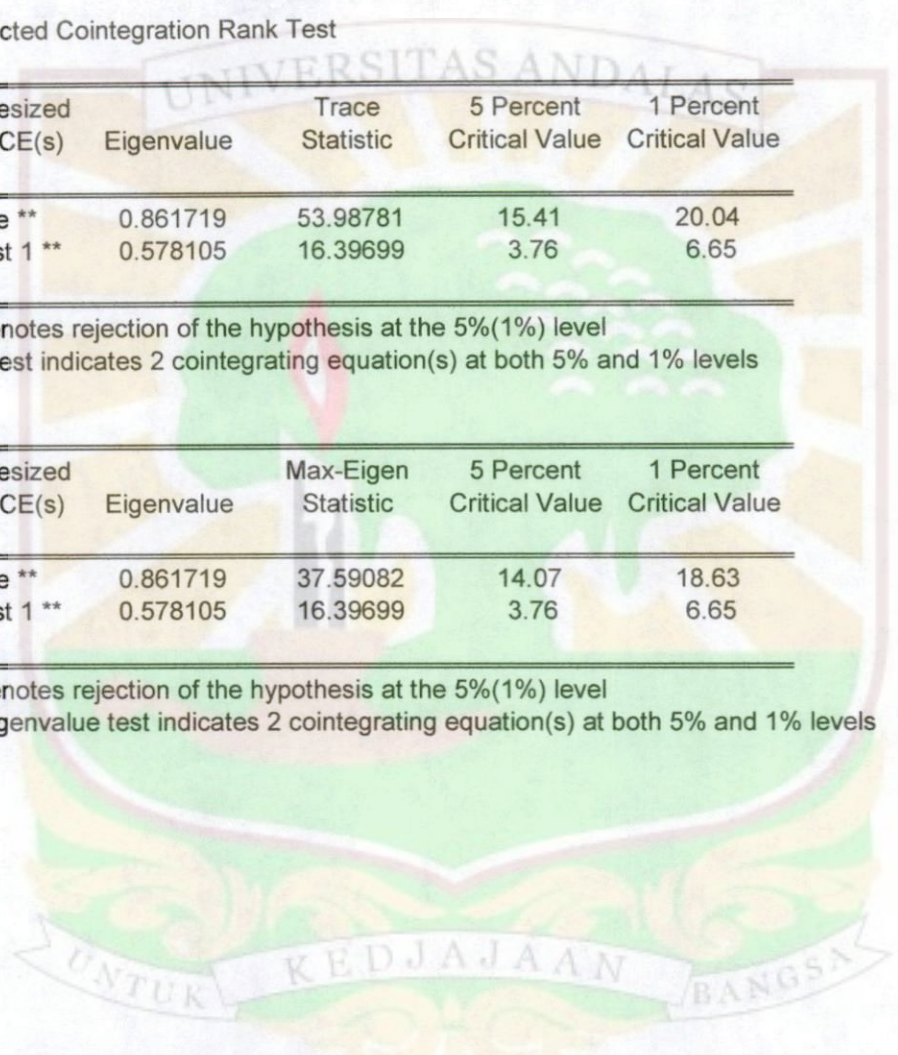 cted Cointegration Rank Test
UNIVERSITAS ANDALAS
esized Trace 5 Percent 1 Percent
CE(s) Eigenvalue Statistic Critical Value Critical Value
e ** 0.861719 53.98781 15.41 20.04
st 1 ** 0.578105 16.39699 3.76 6.65
notes rejection of the hypothesis at the 5%(1%) level
est indicates 2 cointegrating equation(s) at both 5% and 1% levels
esized Max-Eigen 5 Percent 1 Percent
CE(s) Eigenvalue Statistic Critical Value Critical Value
e ** 0.861719 37.59082 14.07 18.63
st 1 ** 0.578105 16.39699 3.76 6.65
notes rejection of the hypothesis at the 5%(1%) level
genvalue test indicates 2 cointegrating equation(s) at both 5% and 1% levels
UNTUK KEDJAJAAN BANGSA